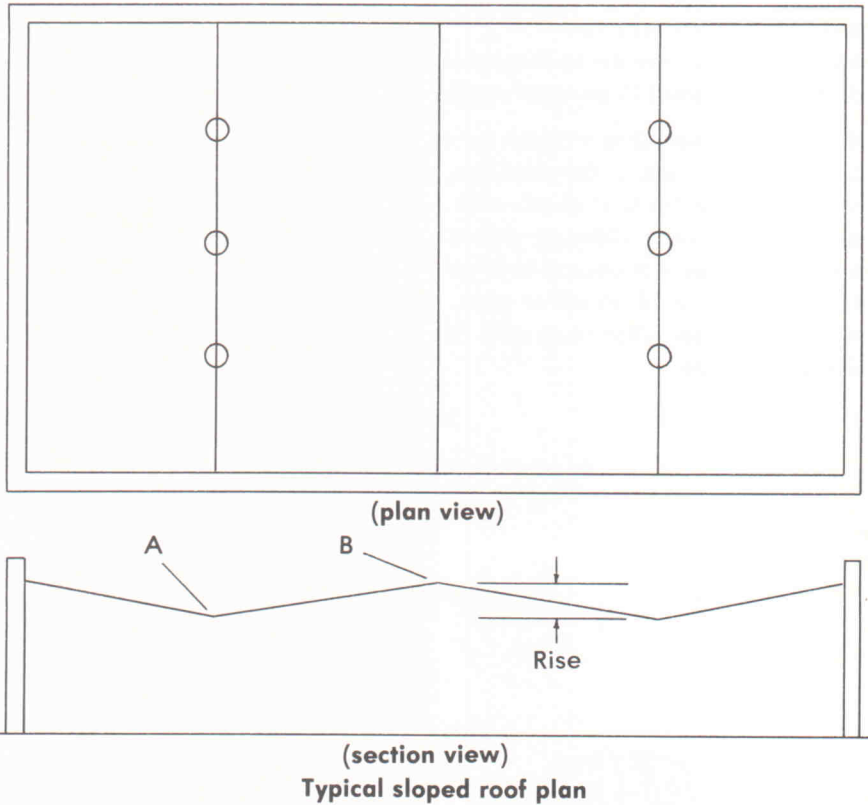 (plan view)
A
B
Rise
(section view)
Typical sloped roof plan